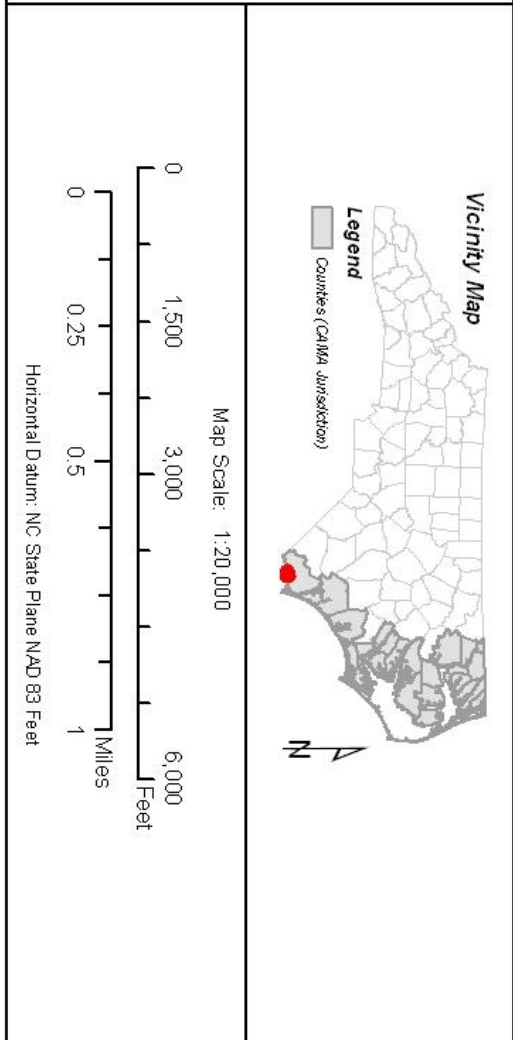 Vicinity Map
Legend
Counties (CAMA Jurisdiction)
N
Map Scale: 1:20,000
0 1,500 3,000 6,000
Feet
0 0.25 0.5 1
Miles
Horizontal Datum: NC State Plane NAD 83 Feet